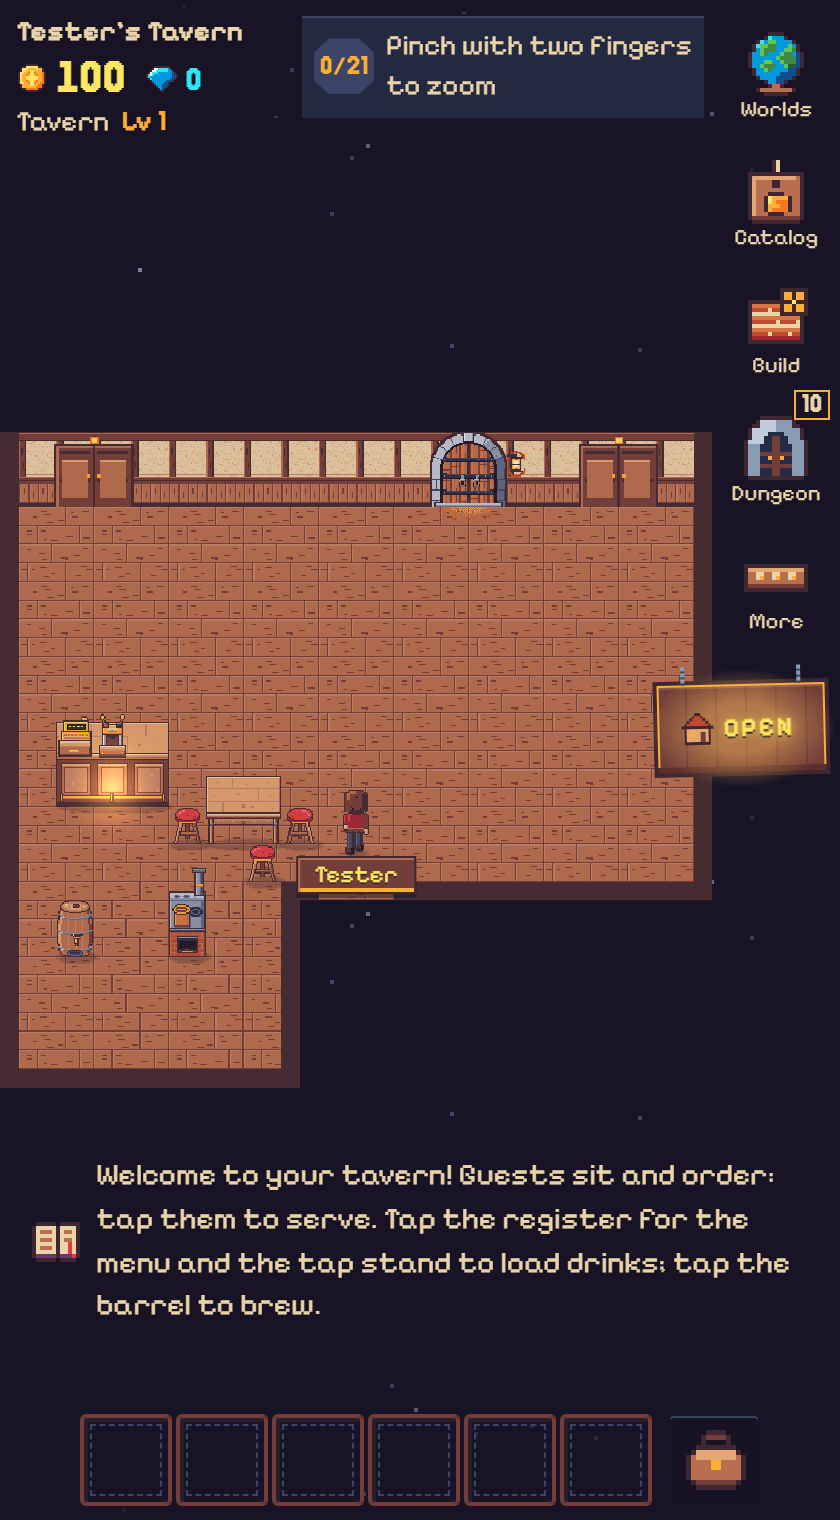 Tester's Tavern
100
0
Tavern Lv 1
0/21
Pinch with two fingers
to zoom
Worlds
Catalog
Build
10
Dungeon
More
OPEN
Tester
Welcome to your tavern! Guests sit and order:
tap them to serve. Tap the register for the
menu and the tap stand to load drinks; tap the
barrel to brew.